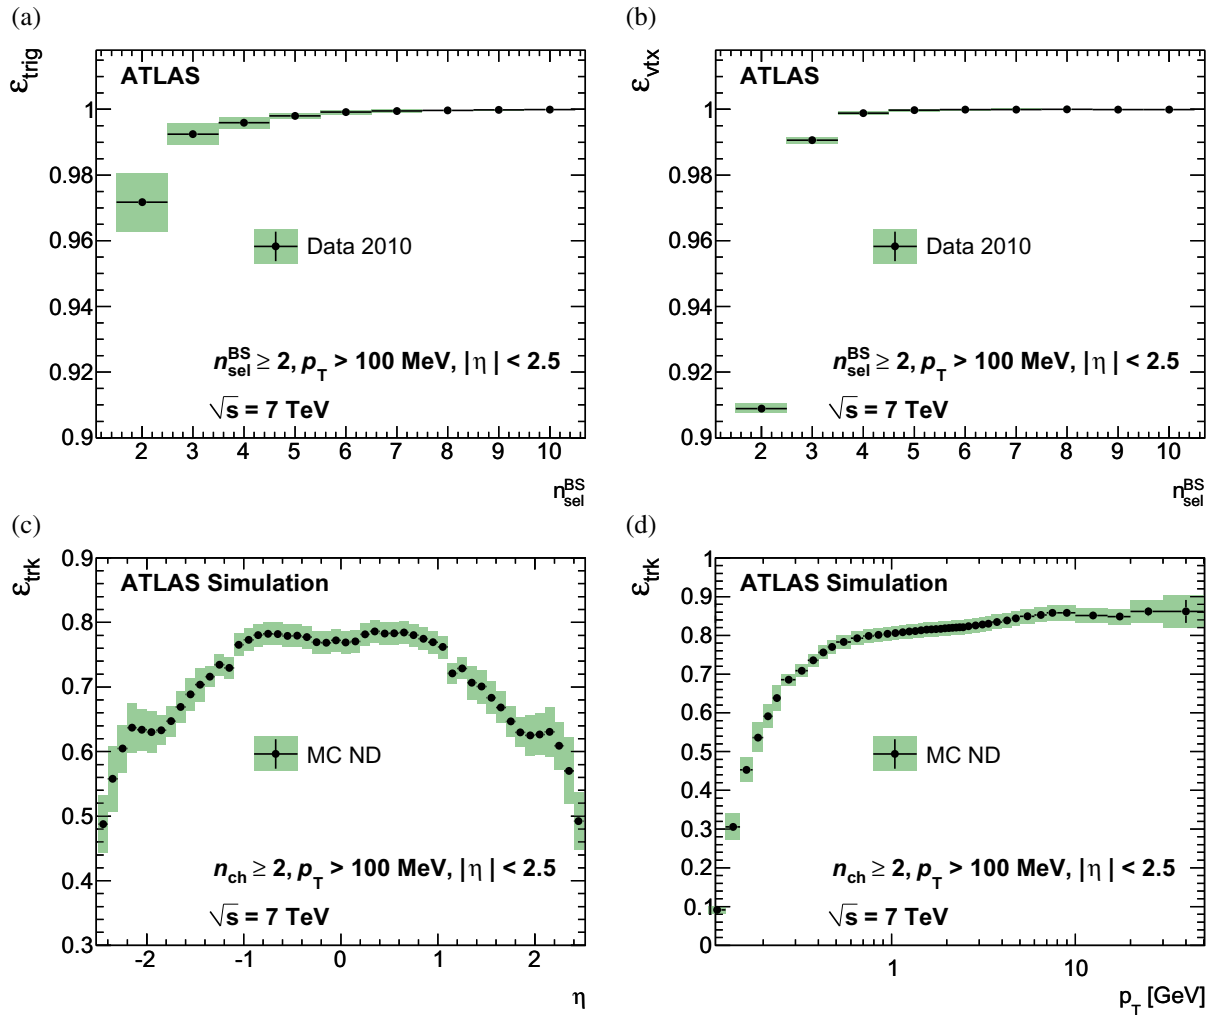 (a)
ε_trig
ATLAS
1
0.98
0.96
0.94
0.92
0.9
Data 2010
n_sel^BS ≥ 2, p_T > 100 MeV, |η| < 2.5
√s = 7 TeV
2 3 4 5 6 7 8 9 10
n_sel^BS
(b)
ε_vtx
ATLAS
1
0.98
0.96
0.94
0.92
0.9
Data 2010
n_sel^BS ≥ 2, p_T > 100 MeV, |η| < 2.5
√s = 7 TeV
2 3 4 5 6 7 8 9 10
n_sel^BS
(c)
ε_trk
ATLAS Simulation
0.9
0.8
0.7
0.6
0.5
0.4
0.3
MC ND
n_ch ≥ 2, p_T > 100 MeV, |η| < 2.5
√s = 7 TeV
-2 -1 0 1 2
η
(d)
ε_trk
ATLAS Simulation
1
0.9
0.8
0.7
0.6
0.5
0.4
0.3
0.2
0.1
0
MC ND
n_ch ≥ 2, p_T > 100 MeV, |η| < 2.5
√s = 7 TeV
1 10
p_T [GeV]